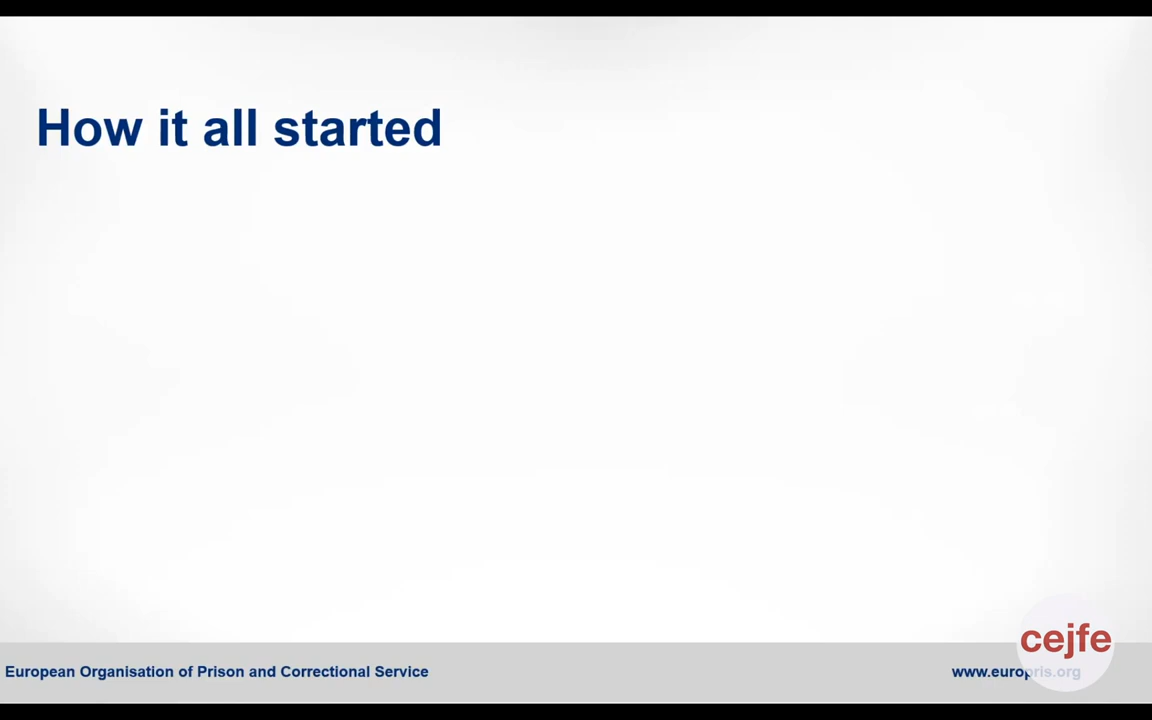 How it all started
European Organisation of Prison and Correctional Service
www.europris.org
cejfe